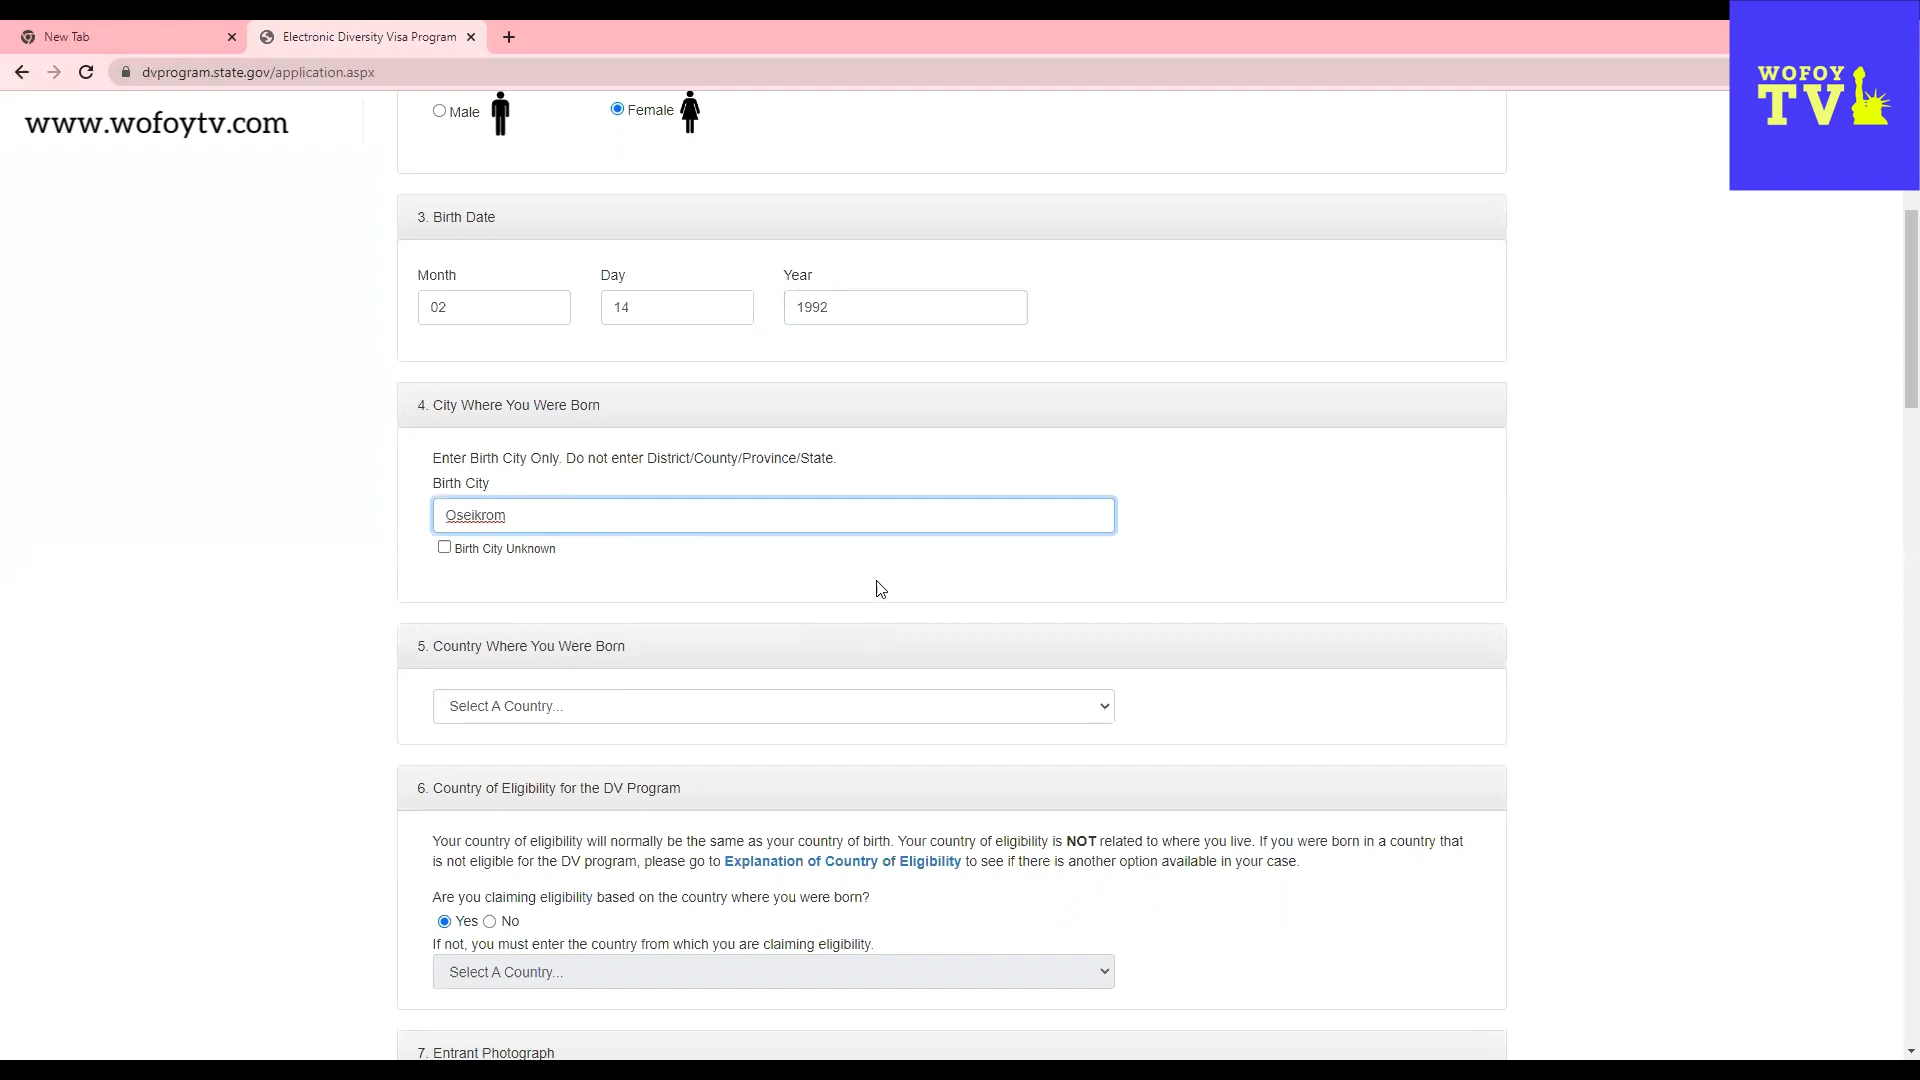 New Tab
Electronic Diversity Visa Program
dvprogram.state.gov/application.aspx
www.wofoytv.com
WOFOY
TV
Male
Female
3. Birth Date
Month Day Year
02 14 1992
4. City Where You Were Born
Enter Birth City Only. Do not enter District/County/Province/State.
Birth City
Oseikrom
Birth City Unknown
5. Country Where You Were Born
Select A Country...
6. Country of Eligibility for the DV Program
Your country of eligibility will normally be the same as your country of birth. Your country of eligibility is NOT related to where you live. If you were born in a country that
is not eligible for the DV program, please go to Explanation of Country of Eligibility to see if there is another option available in your case.
Are you claiming eligibility based on the country where you were born?
Yes No
If not, you must enter the country from which you are claiming eligibility.
Select A Country...
7. Entrant Photograph